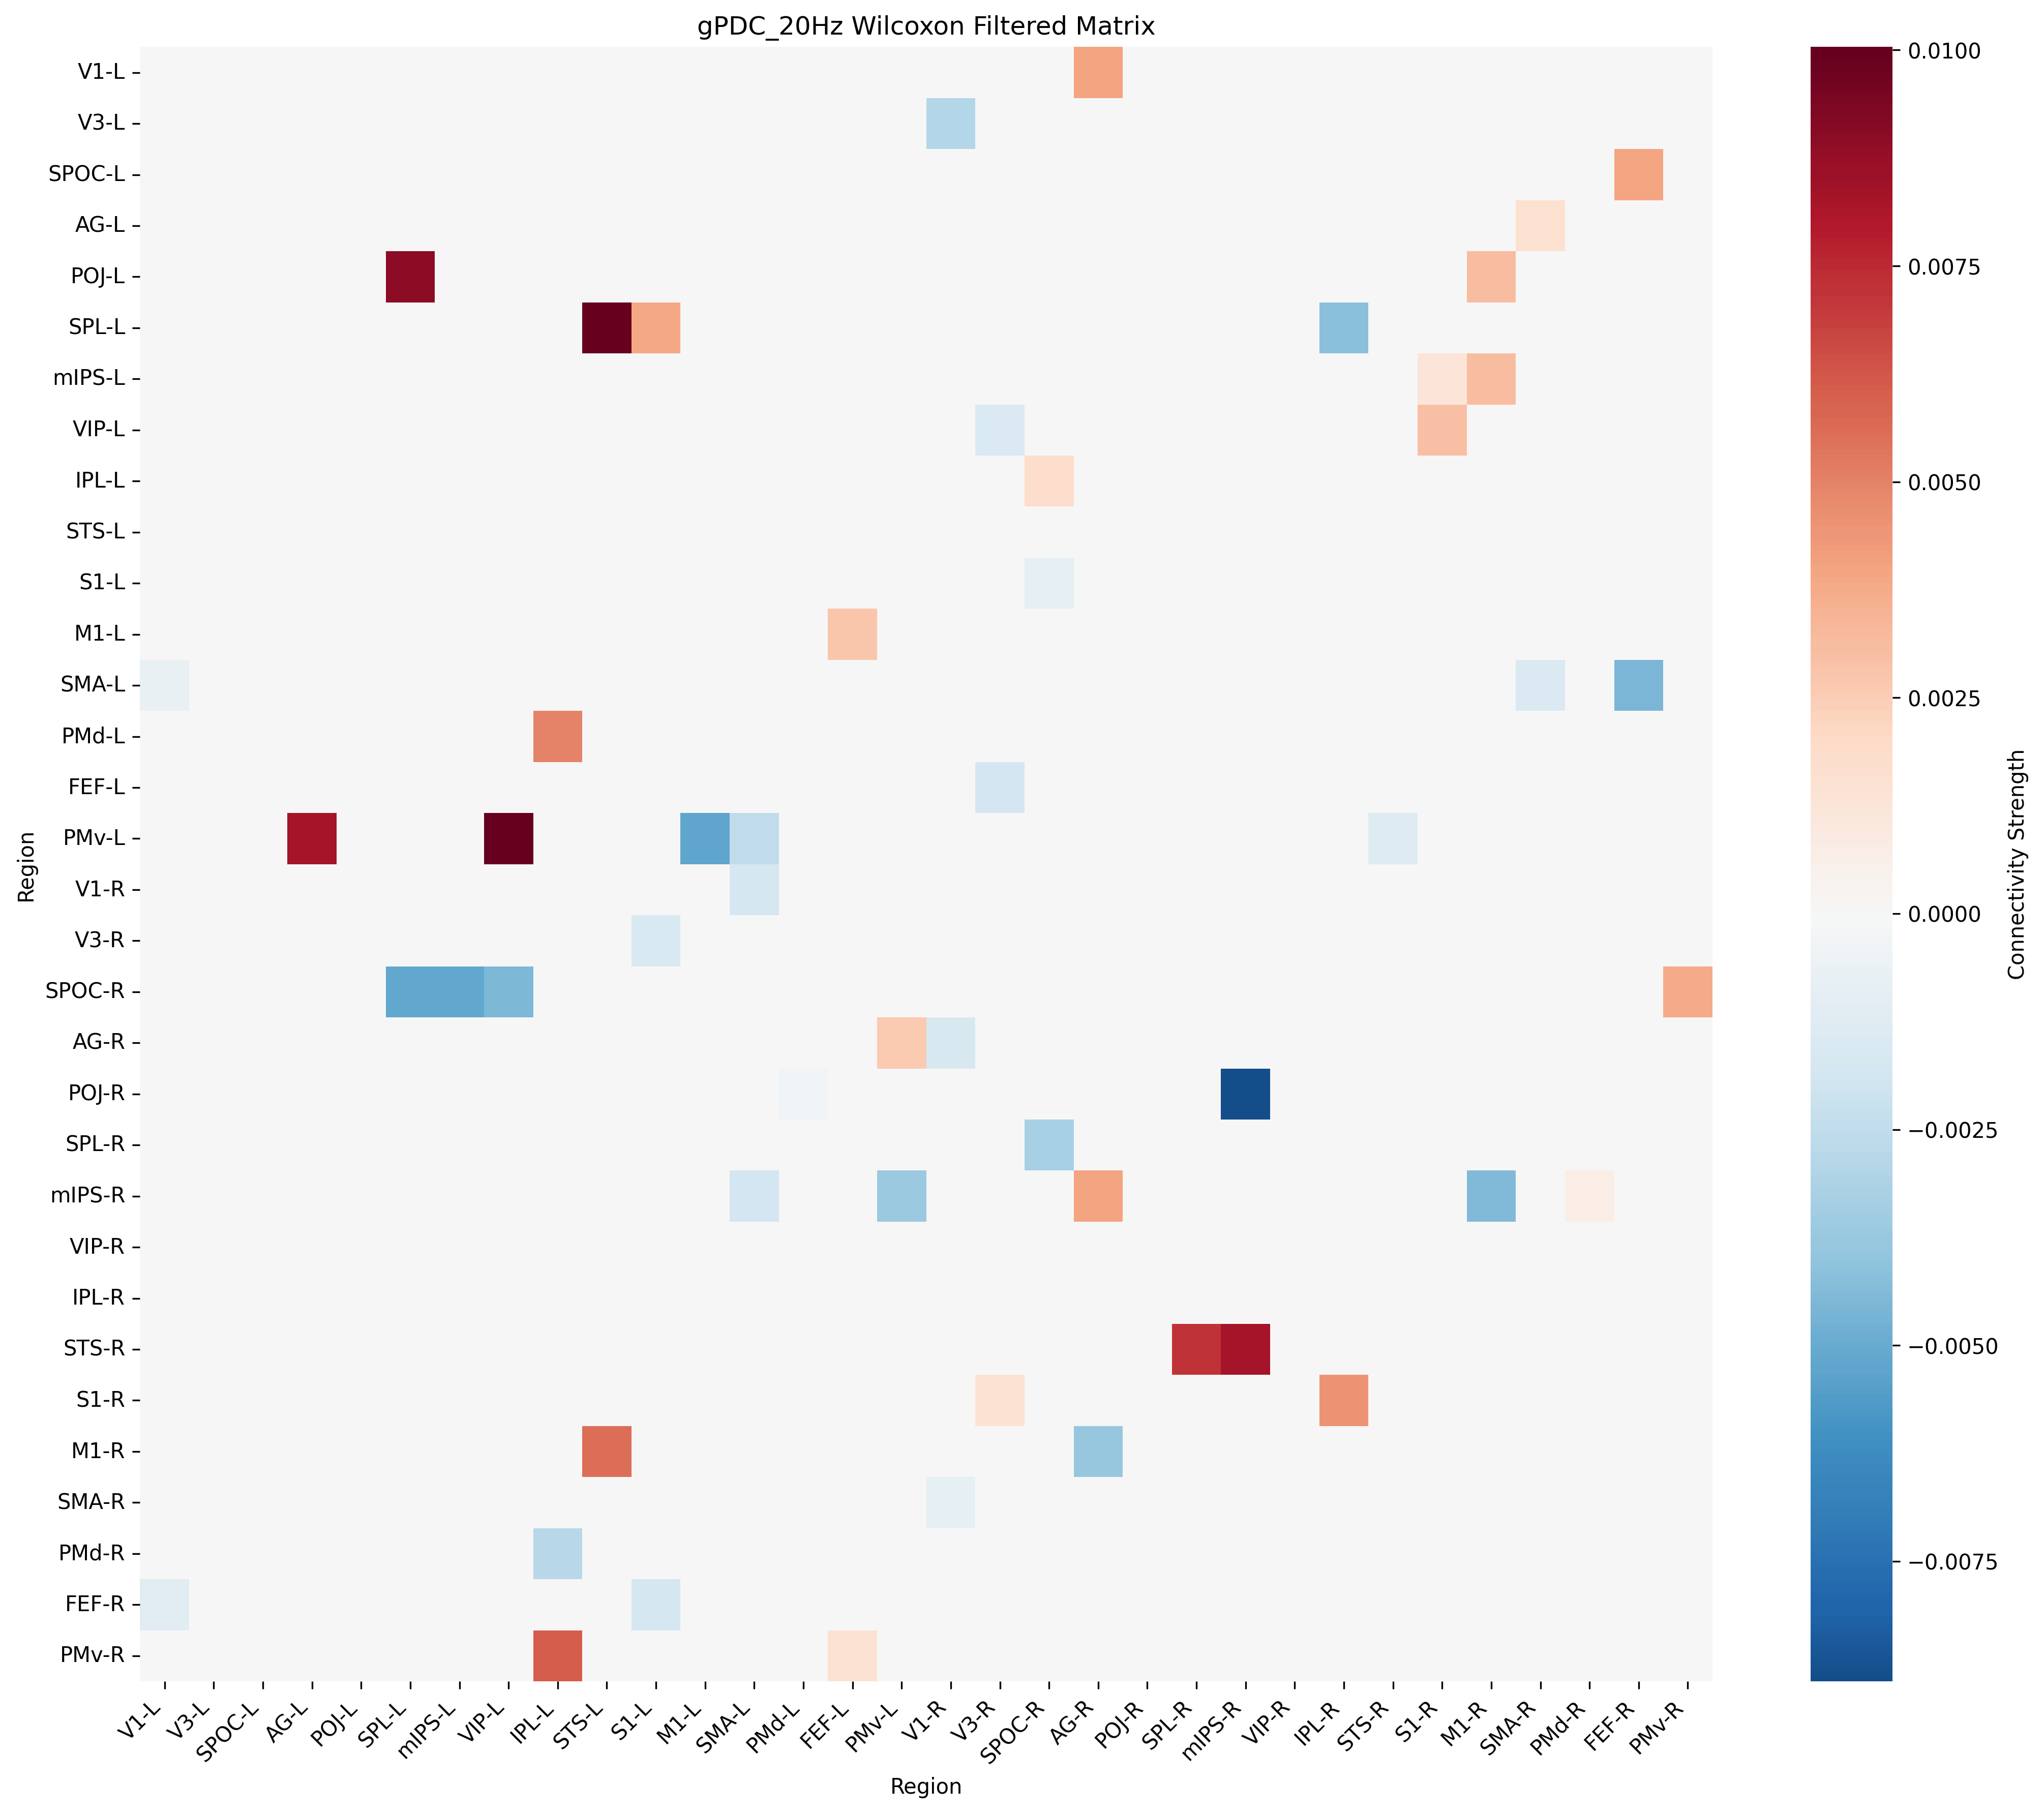 gPDC_20Hz Wilcoxon Filtered Matrix
Region
V1-L
V3-L
SPOC-L
AG-L
POJ-L
SPL-L
mIPS-L
VIP-L
IPL-L
STS-L
S1-L
M1-L
SMA-L
PMd-L
FEF-L
PMv-L
V1-R
V3-R
SPOC-R
AG-R
POJ-R
SPL-R
mIPS-R
VIP-R
IPL-R
STS-R
S1-R
M1-R
SMA-R
PMd-R
FEF-R
PMv-R
V1-L
V3-L
SPOC-L
AG-L
POJ-L
SPL-L
mIPS-L
VIP-L
IPL-L
STS-L
S1-L
M1-L
SMA-L
PMd-L
FEF-L
PMv-L
V1-R
V3-R
SPOC-R
AG-R
POJ-R
SPL-R
mIPS-R
VIP-R
IPL-R
STS-R
S1-R
M1-R
SMA-R
PMd-R
FEF-R
PMv-R
Region
0.0100
0.0075
0.0050
0.0025
0.0000
−0.0025
−0.0050
−0.0075
Connectivity Strength